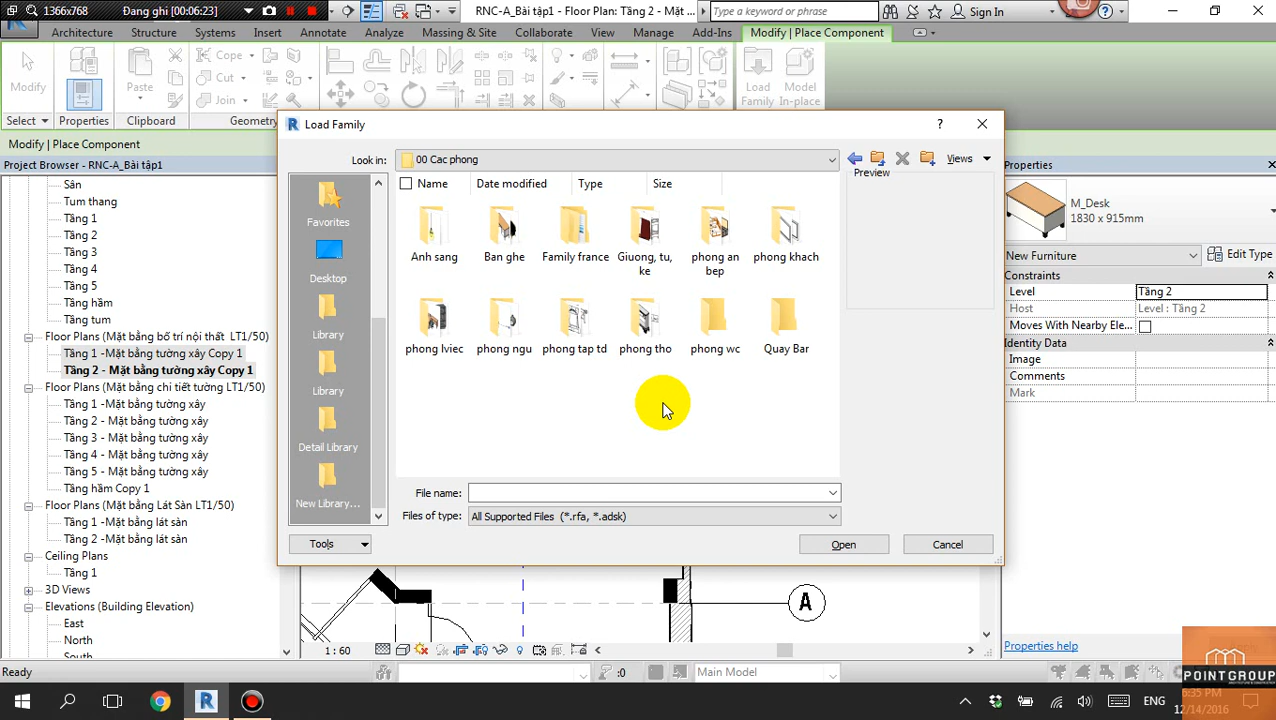 1366x768 Đang ghi [00:06:23]
RNC-A_Bài tập1 - Floor Plan: Tầng 2 - Mặt ...
Type a keyword or phrase
Sign In
Architecture Structure Systems Insert Annotate Analyze Massing & Site Collaborate View Manage Add-Ins Modify | Place Component
Modify
Paste
Cope
Cut
Join
Load Family
Model In-place
Select Properties Clipboard Geometry
Modify | Place Component
Project Browser - RNC-A_Bài tập1
Sân
Tum thang
Tầng 1
Tầng 2
Tầng 3
Tầng 4
Tầng 5
Tầng hầm
Tầng tum
Floor Plans (Mặt bằng bố trí nội thất LT1/50)
Tầng 1 -Mặt bằng tường xây Copy 1
Tầng 2 - Mặt bằng tường xây Copy 1
Floor Plans (Mặt bằng chi tiết tường LT1/50)
Tầng 1 -Mặt bằng tường xây
Tầng 2 - Mặt bằng tường xây
Tầng 3 - Mặt bằng tường xây
Tầng 4 - Mặt bằng tường xây
Tầng 5 - Mặt bằng tường xây
Tầng hầm Copy 1
Floor Plans (Mặt bằng Lát Sàn LT1/50)
Tầng 1 - Mặt bằng lát sàn
Tầng 2 - Mặt bằng lát sàn
Ceiling Plans
Tầng 1
3D Views
Elevations (Building Elevation)
East
North
South
Load Family
Look in: 00 Cac phong
Views
Preview
Name Date modified Type Size
Favorites
Desktop
Library
Library
Detail Library
New Library...
Anh sang
Ban ghe
Family france
Giuong, tu, ke
phong an bep
phong khach
phong lviec
phong ngu
phong tap td
phong tho
phong wc
Quay Bar
File name:
Files of type: All Supported Files (*.rfa, *.adsk)
Tools
Open
Cancel
Properties
M_Desk
1830 x 915mm
New Furniture
Edit Type
Constraints
Level Tầng 2
Host Level : Tầng 2
Moves With Nearby Ele...
Identity Data
Image
Comments
Mark
Properties help
A
1 : 60
Ready
:0
Main Model
POINTGROUP
ENG
12/14/2016